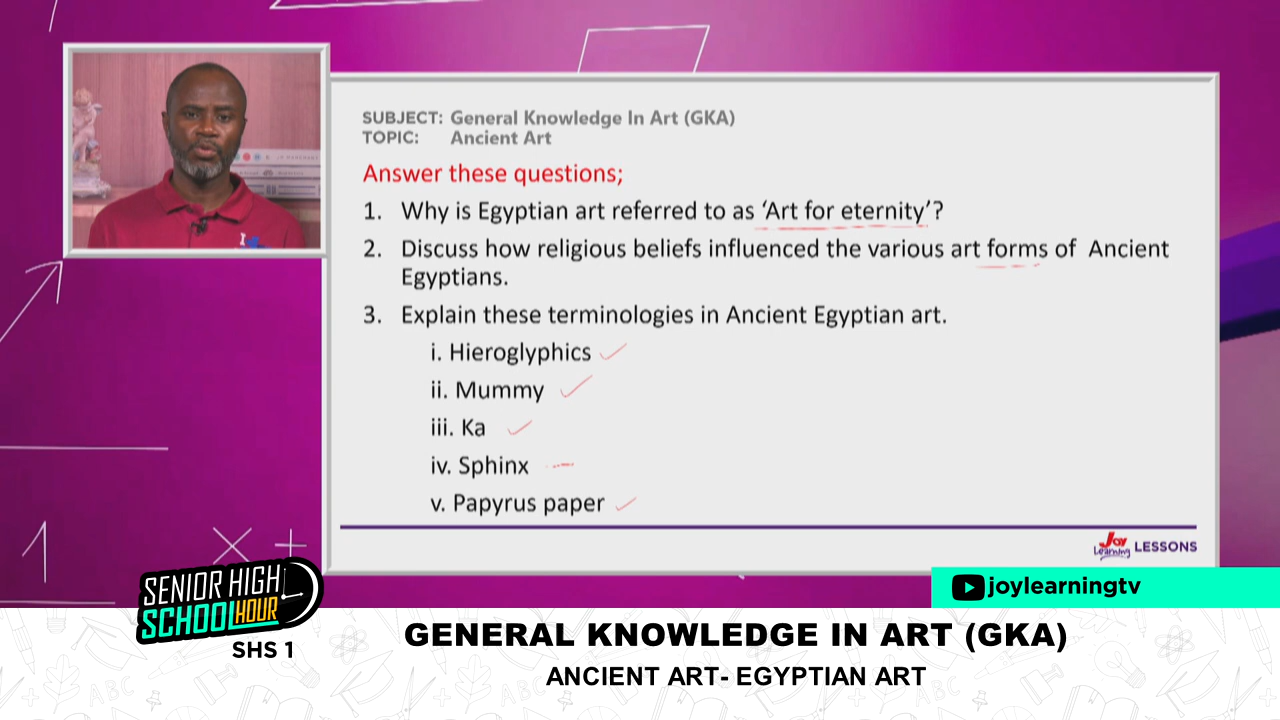 SUBJECT: General Knowledge In Art (GKA)
TOPIC: Ancient Art
Answer these questions;
1. Why is Egyptian art referred to as ‘Art for eternity’?
2. Discuss how religious beliefs influenced the various art forms of Ancient
Egyptians.
3. Explain these terminologies in Ancient Egyptian art.
i. Hieroglyphics
ii. Mummy
iii. Ka
iv. Sphinx
v. Papyrus paper
Joy
Learning LESSONS
joylearningtv
SENIOR HIGH
SCHOOL HOUR
SHS 1
GENERAL KNOWLEDGE IN ART (GKA)
ANCIENT ART- EGYPTIAN ART